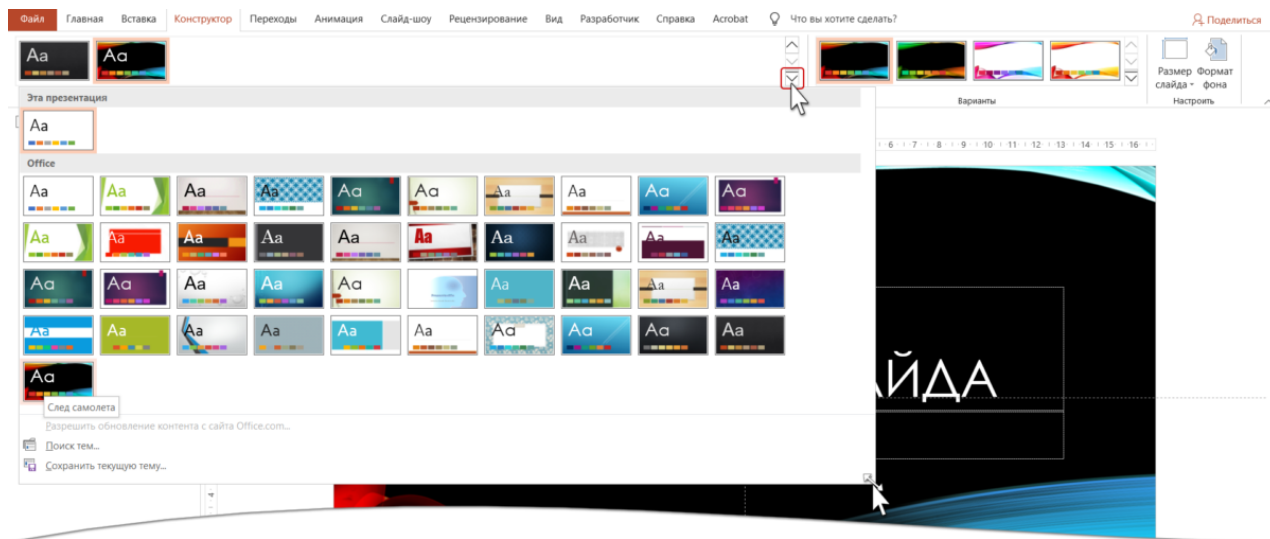 Файл Главная Вставка Конструктор Переходы Анимация Слайд-шоу Рецензирование Вид Разработчик Справка Acrobat Что вы хотите сделать? Поделиться
Aa Aa
Размер слайда
Формат фона
Варианты
Настроить
Эта презентация
Aa
6 7 8 9 10 11 12 13 14 15 16
Office
Aa Aa Aa Aa Aa Aa Aa Aa Aa Aa
Aa Aa Aa Aa Aa Aa Aa Aa Aa Aa
Aa Aa Aa Aa Aa Aa Aa Aa Aa
Aa Aa Aa Aa Aa Aa Aa Aa Aa Aa
Aa
ЙДА
След самолета
Разрешить обновление контента с сайта Office.com...
Поиск тем...
Сохранить текущую тему...